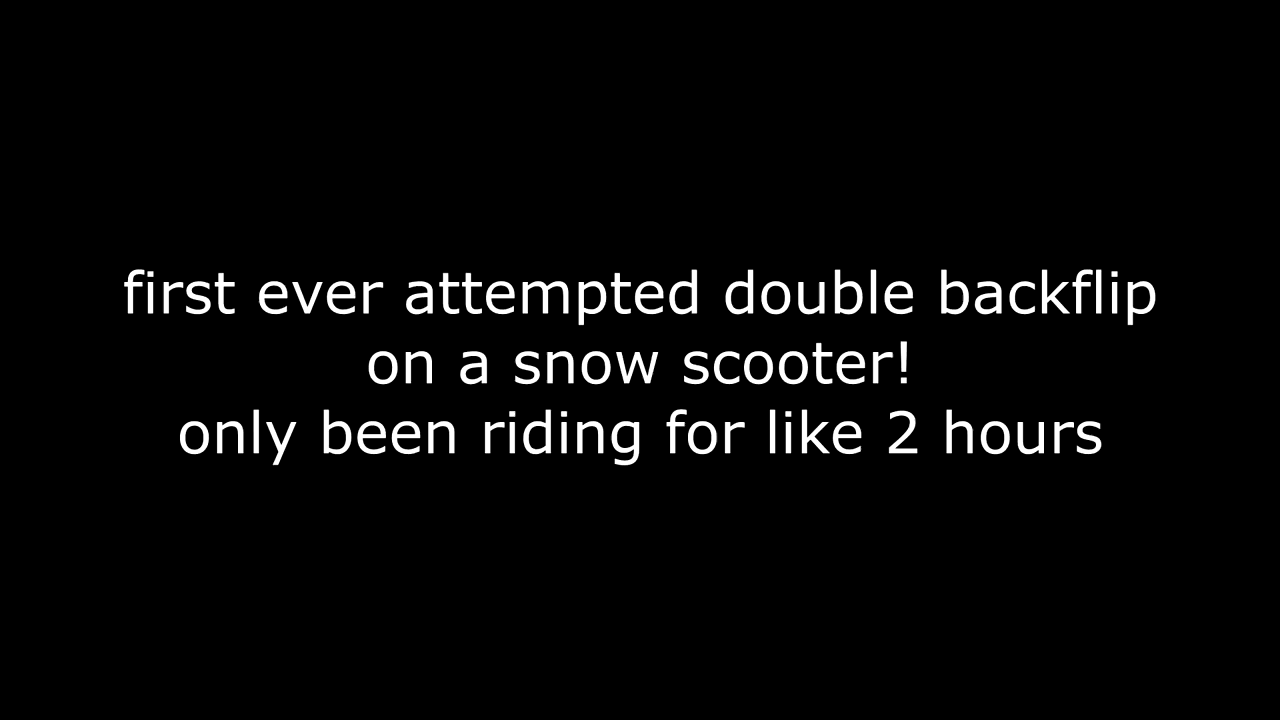 first ever attempted double backflip
on a snow scooter!
only been riding for like 2 hours